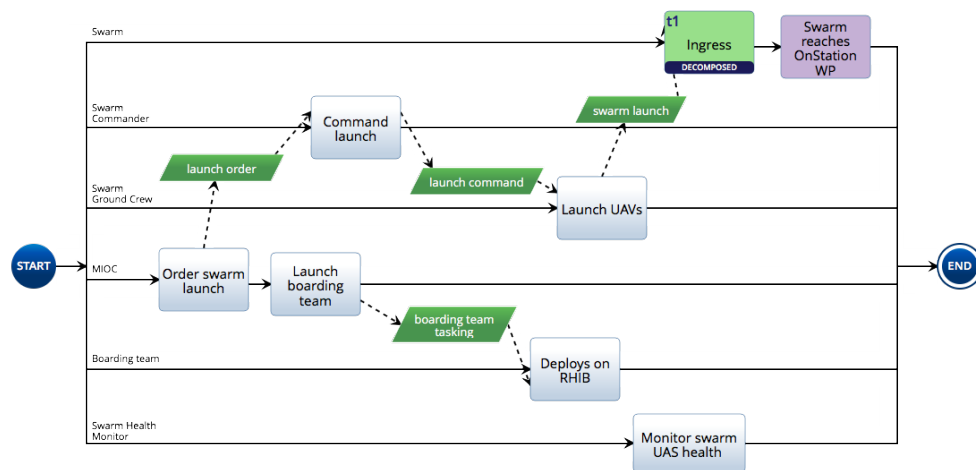 Swarm
t1
Ingress
DECOMPOSED
Swarm
reaches
OnStation
WP
Swarm
Commander
Command
launch
swarm launch
launch order
launch command
Swarm
Ground Crew
Launch UAVs
START
MIOC
Order swarm
launch
Launch
boarding
team
END
boarding team
tasking
Boarding team
Deploys on
RHIB
Swarm Health
Monitor
Monitor swarm
UAS health